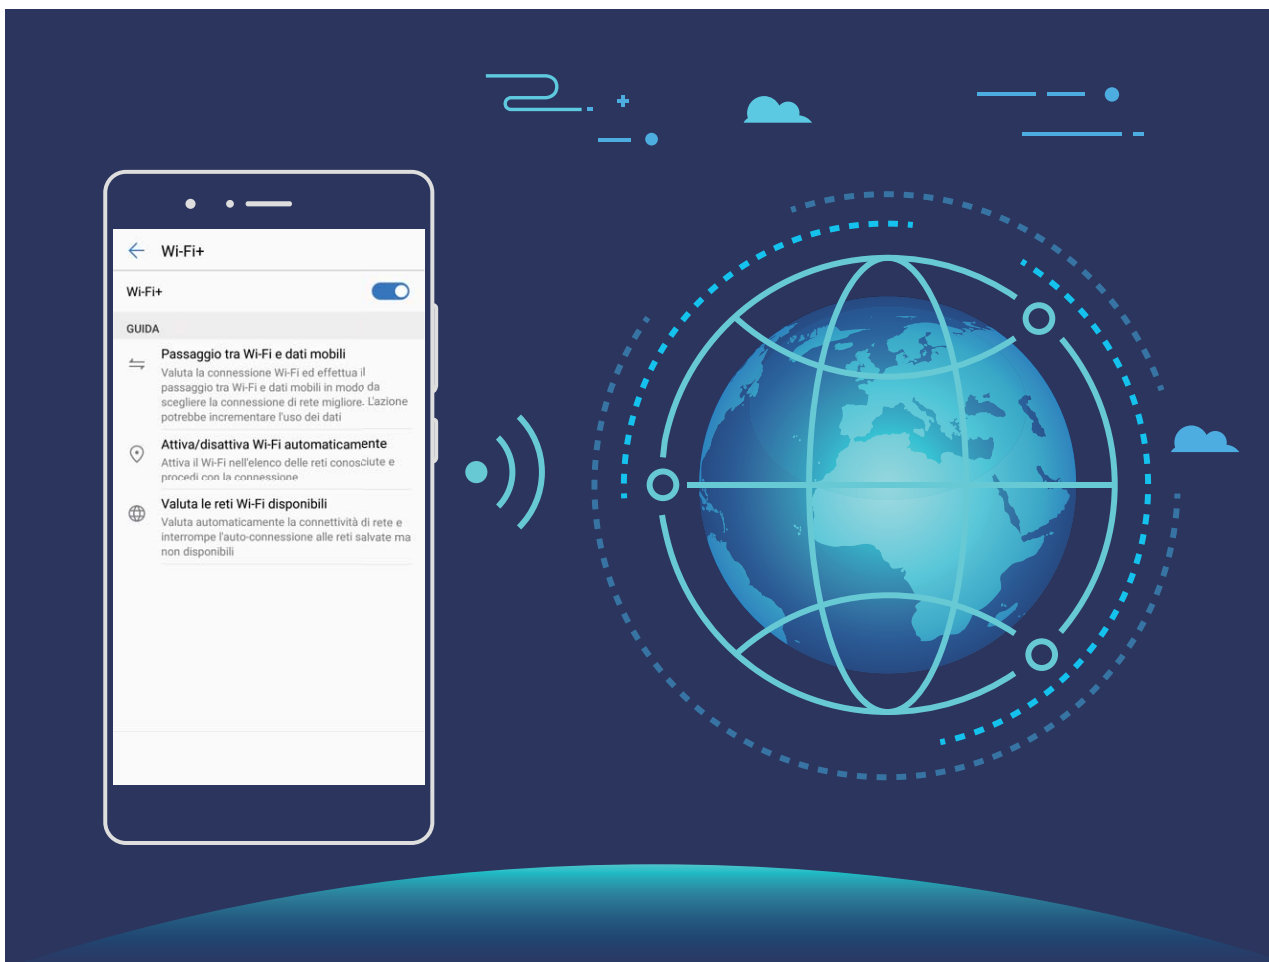 Wi-Fi+
Wi-Fi+
GUIDA
Passaggio tra Wi-Fi e dati mobili
Valuta la connessione Wi-Fi ed effettua il
passaggio tra Wi-Fi e dati mobili in modo da
scegliere la connessione di rete migliore. L'azione
potrebbe incrementare l'uso dei dati
Attiva/disattiva Wi-Fi automaticamente
Attiva il Wi-Fi nell'elenco delle reti conosciute e
procedi con la connessione
Valuta le reti Wi-Fi disponibili
Valuta automaticamente la connettività di rete e
interrompe l'auto-connessione alle reti salvate ma
non disponibili